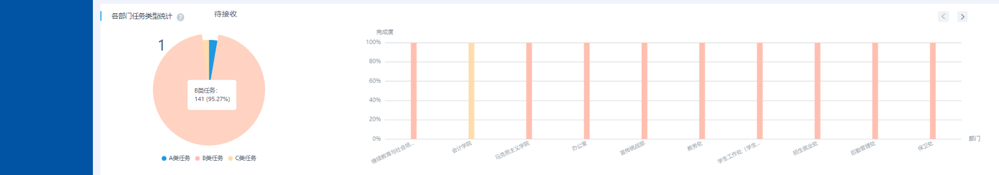 各部门任务类型统计 ?
待接收
1
B类任务:
141 (95.27%)
A类任务 B类任务 C类任务
完成度
100%
80%
60%
40%
20%
0%
继续教育与社会培...
会计学院
马克思主义学院
办公室
宣传统战部
教务处
学生工作处（学生...
招生就业处
后勤管理处
保卫处
部门